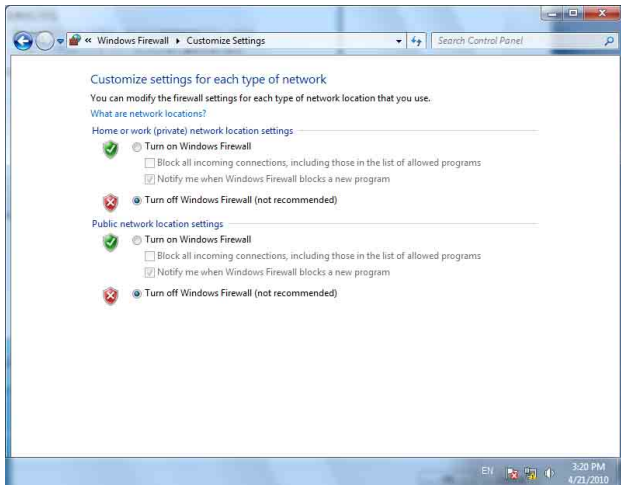 « Windows Firewall ▸ Customize Settings
Search Control Panel
Customize settings for each type of network
You can modify the firewall settings for each type of network location that you use.
What are network locations?
Home or work (private) network location settings
Turn on Windows Firewall
Block all incoming connections, including those in the list of allowed programs
Notify me when Windows Firewall blocks a new program
Turn off Windows Firewall (not recommended)
Public network location settings
Turn on Windows Firewall
Block all incoming connections, including those in the list of allowed programs
Notify me when Windows Firewall blocks a new program
Turn off Windows Firewall (not recommended)
EN
3:20 PM
4/21/2010